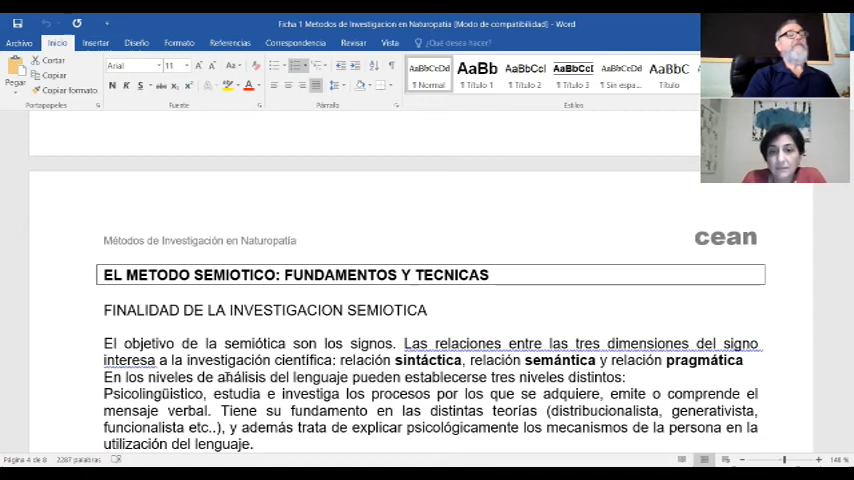 Ficha 1 Metodos de Investigacion en Naturopatía [Modo de compatibilidad] - Word
Archivo Inicio Insertar Diseño Formato Referencias Correspondencia Revisar Vista ¿Qué desea hacer?
Pegar
Cortar
Copiar
Copiar formato
Portapapeles
Arial 11
N K S abc x₂ x²
Fuente
Párrafo
AaBbCcDd AaBb AaBbCcI AaBbCcI AaBbCcDd AaBbC
¶ Normal ¶ Título 1 ¶ Título 2 ¶ Título 3 ¶ Sin espa... Título
Estilos
Métodos de Investigación en Naturopatía
cean
EL METODO SEMIOTICO: FUNDAMENTOS Y TECNICAS
FINALIDAD DE LA INVESTIGACION SEMIOTICA
El objetivo de la semiótica son los signos. Las relaciones entre las tres dimensiones del signo
interesa a la investigación científica: relación sintáctica, relación semántica y relación pragmática
En los niveles de análisis del lenguaje pueden establecerse tres niveles distintos:
Psicolingüistico, estudia e investiga los procesos por los que se adquiere, emite o comprende el
mensaje verbal. Tiene su fundamento en las distintas teorías (distribucionalista, generativista,
funcionalista etc..), y además trata de explicar psicológicamente los mecanismos de la persona en la
utilización del lenguaje.
Página 4 de 8 2287 palabras
148 %